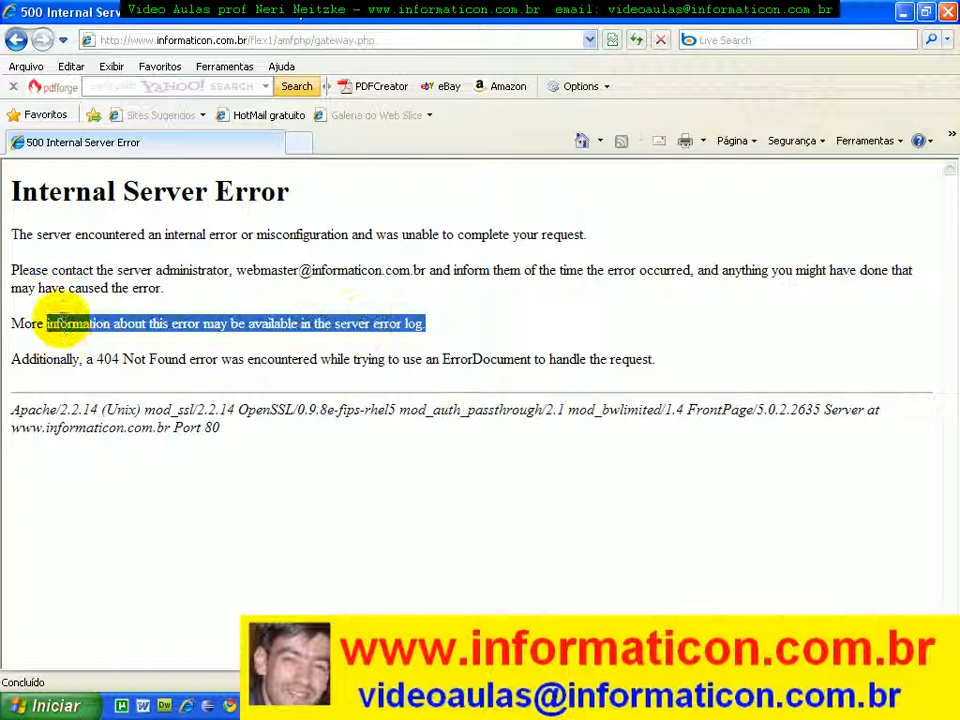 500 Internal Serv
Video Aulas prof Neri Neitzke - www.informaticon.com.br email: videoaulas@informaticon.com.br
http://www.informaticon.com.br/flex1/amfphp/gateway.php
Live Search
Arquivo Editar Exibir Favoritos Ferramentas Ajuda
pdfforge YAHOO! SEARCH Search PDFCreator eBay Amazon Options
Favoritos Sites Sugeridos HotMail gratuito Galeria do Web Slice
500 Internal Server Error
Página Segurança Ferramentas
Internal Server Error
The server encountered an internal error or misconfiguration and was unable to complete your request.
Please contact the server administrator, webmaster@informaticon.com.br and inform them of the time the error occurred, and anything you might have done that
may have caused the error.
More information about this error may be available in the server error log.
Additionally, a 404 Not Found error was encountered while trying to use an ErrorDocument to handle the request.
Apache/2.2.14 (Unix) mod_ssl/2.2.14 OpenSSL/0.9.8e-fips-rhel5 mod_auth_passthrough/2.1 mod_bwlimited/1.4 FrontPage/5.0.2.2635 Server at
www.informaticon.com.br Port 80
www.informaticon.com.br
videoaulas@informaticon.com.br
Concluído
Iniciar